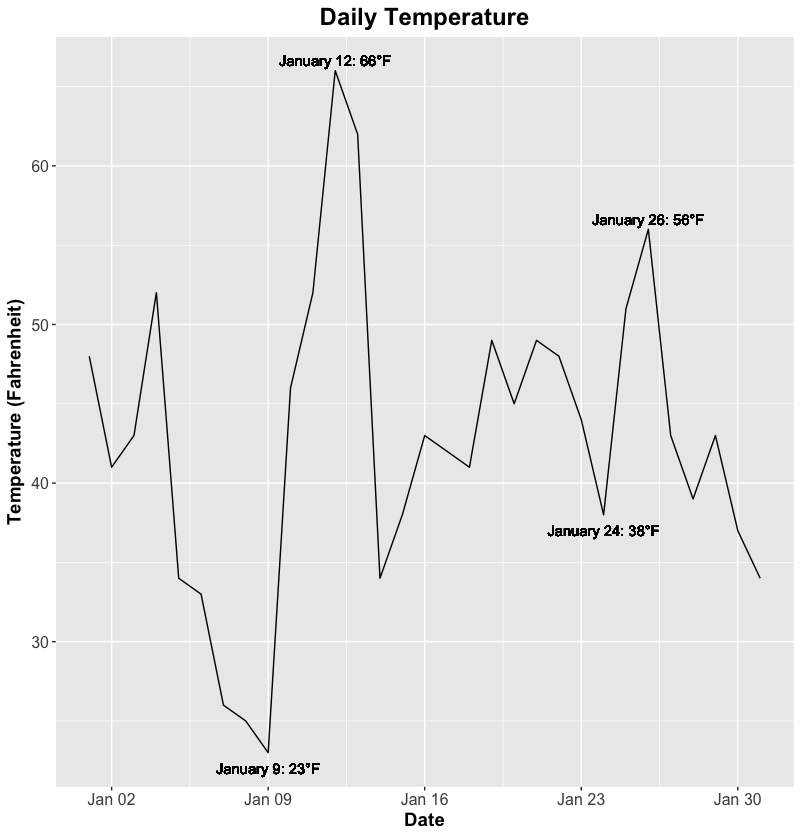 Daily Temperature
January 12: 66°F
60
January 26: 56°F
50
Temperature (Fahrenheit)
40
January 24: 38°F
30
January 9: 23°F
Jan 02 Jan 09 Jan 16 Jan 23 Jan 30
Date